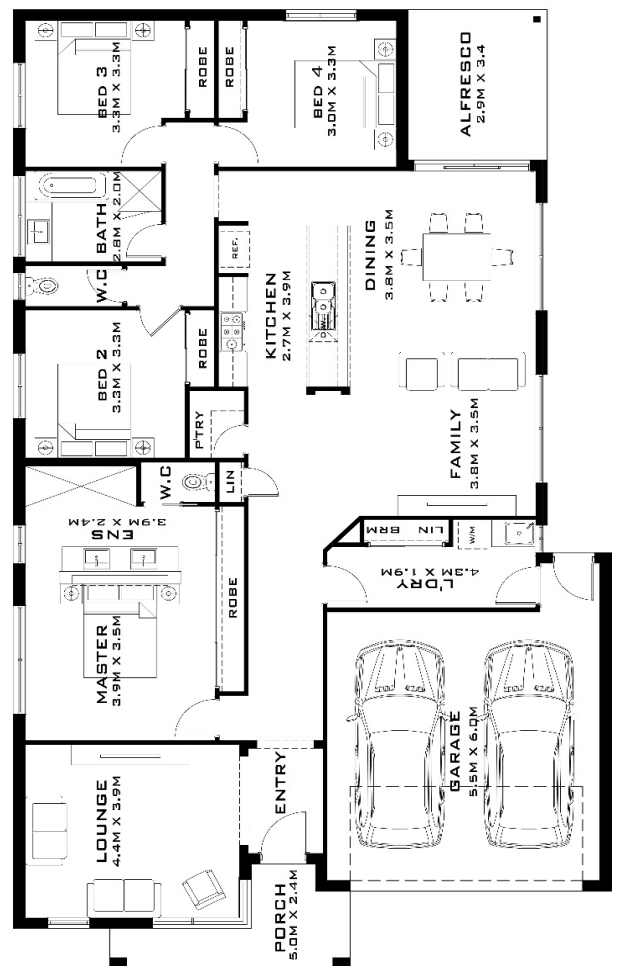 BED 3
3.3M X 3.3M
ROBE
ROBE
BED 4
3.0M X 3.3M
ALFRESCO
2.9M X 3.4
BATH
2.8M X 2.0M
W.C
REF.
KITCHEN
2.7M X 3.9M
D/W
DINING
3.8M X 3.5M
BED 2
3.3M X 3.3M
ROBE
P'TRY
FAMILY
3.8M X 3.5M
W.C
LIN
ENS
3.9M X 2.4M
BRM
LIN
W/M
L'DRY
4.3M X 1.9M
MASTER
3.9M X 3.5M
ROBE
GARAGE
5.5M X 6.0M
LOUNGE
4.4M X 3.9M
ENTRY
PORCH
5.0M X 2.4M